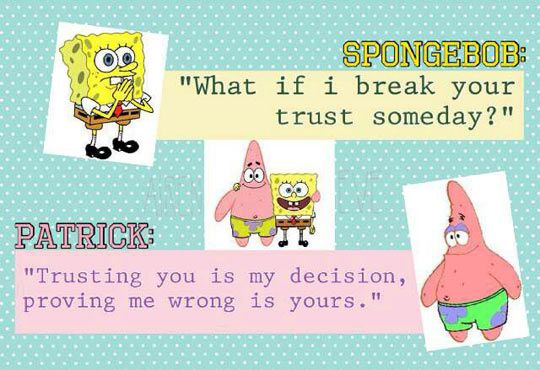 SPONGEBOB:
"What if i break your
trust someday?"
PATRICK:
"Trusting you is my decision,
proving me wrong is yours."